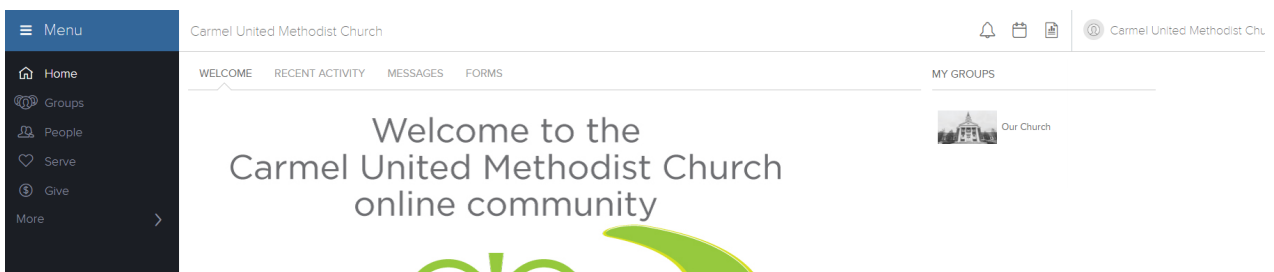 Menu
Carmel United Methodist Church
Carmel United Methodist Chu
Home
Groups
People
Serve
Give
More
WELCOME RECENT ACTIVITY MESSAGES FORMS
Welcome to the
Carmel United Methodist Church
online community
MY GROUPS
Our Church